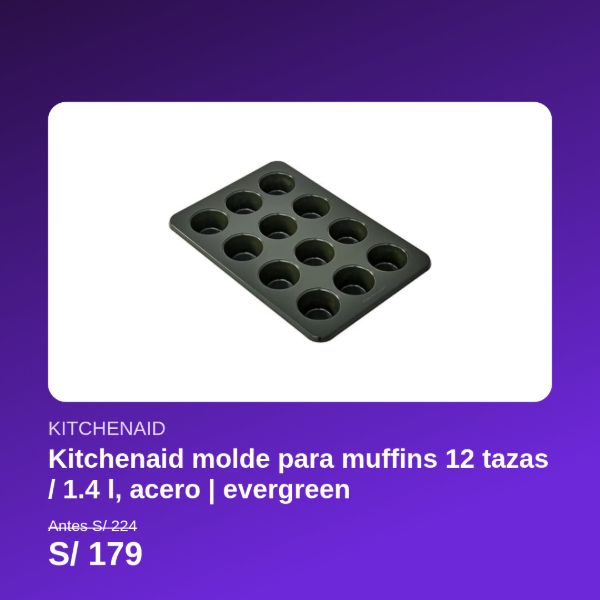 KITCHENAID
Kitchenaid molde para muffins 12 tazas
/ 1.4 l, acero | evergreen
Antes S/ 224
S/ 179